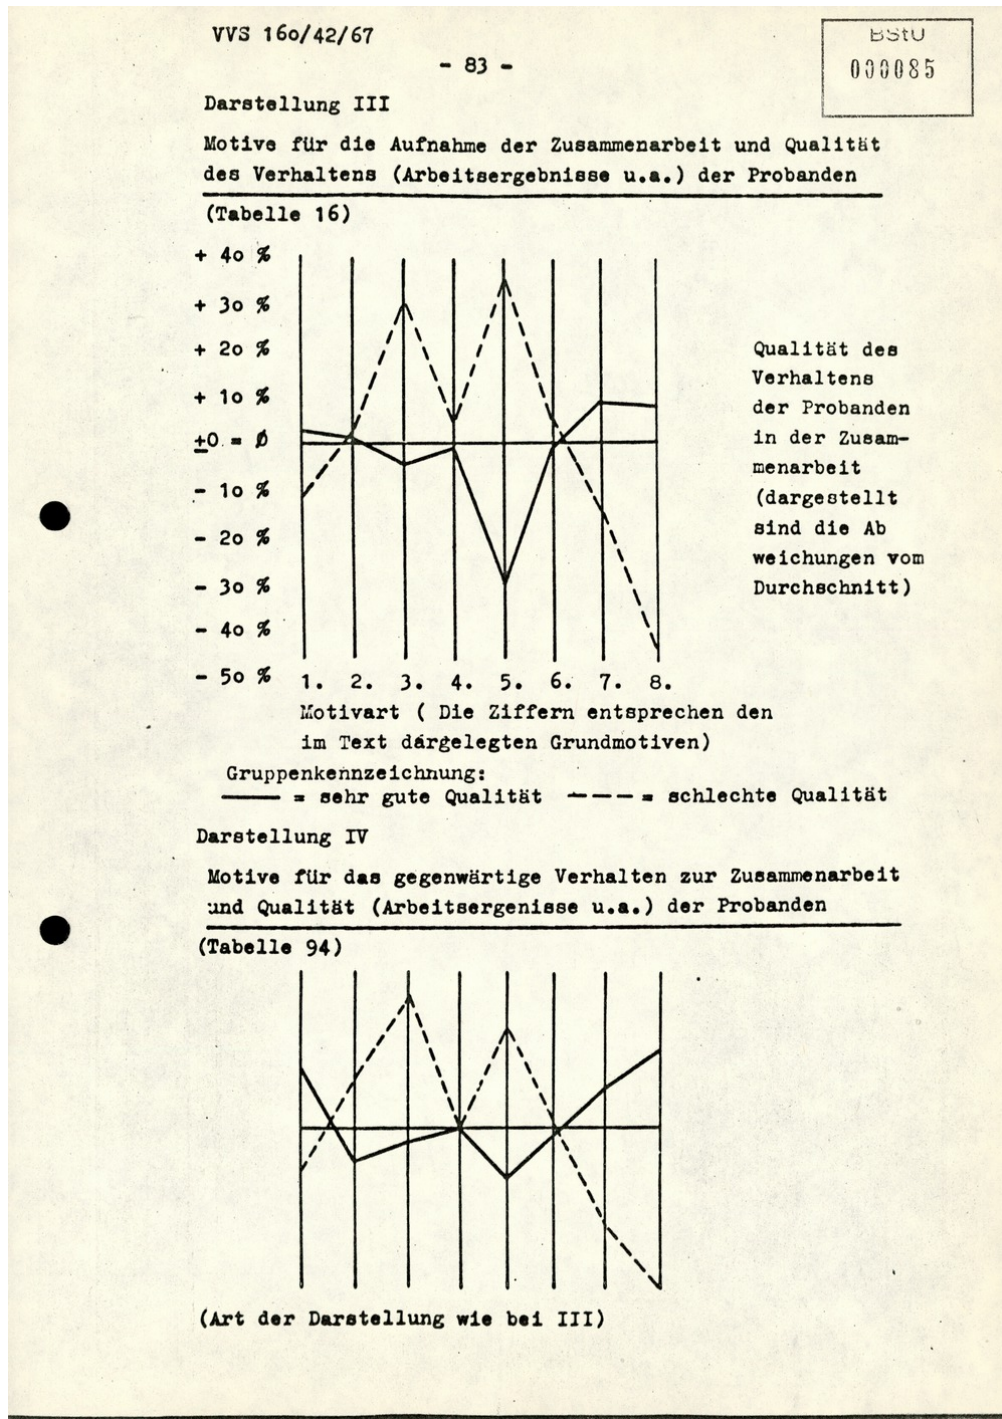 VVS 16o/42/67
BStU
000085
- 83 -
Darstellung III
Motive für die Aufnahme der Zusammenarbeit und Qualität
des Verhaltens (Arbeitsergebnisse u.a.) der Probanden
(Tabelle 16)
+ 4o %
+ 3o %
+ 2o %
+ 1o %
±0 = Ø
- 1o %
- 2o %
- 3o %
- 4o %
- 5o %
Qualität des
Verhaltens
der Probanden
in der Zusam-
menarbeit
(dargestellt
sind die Ab
weichungen vom
Durchschnitt)
1. 2. 3. 4. 5. 6. 7. 8.
Motivart ( Die Ziffern entsprechen den
im Text dargelegten Grundmotiven)
Gruppenkennzeichnung:
= sehr gute Qualität = schlechte Qualität
Darstellung IV
Motive für das gegenwärtige Verhalten zur Zusammenarbeit
und Qualität (Arbeitsergenisse u.a.) der Probanden
(Tabelle 94)
(Art der Darstellung wie bei III)